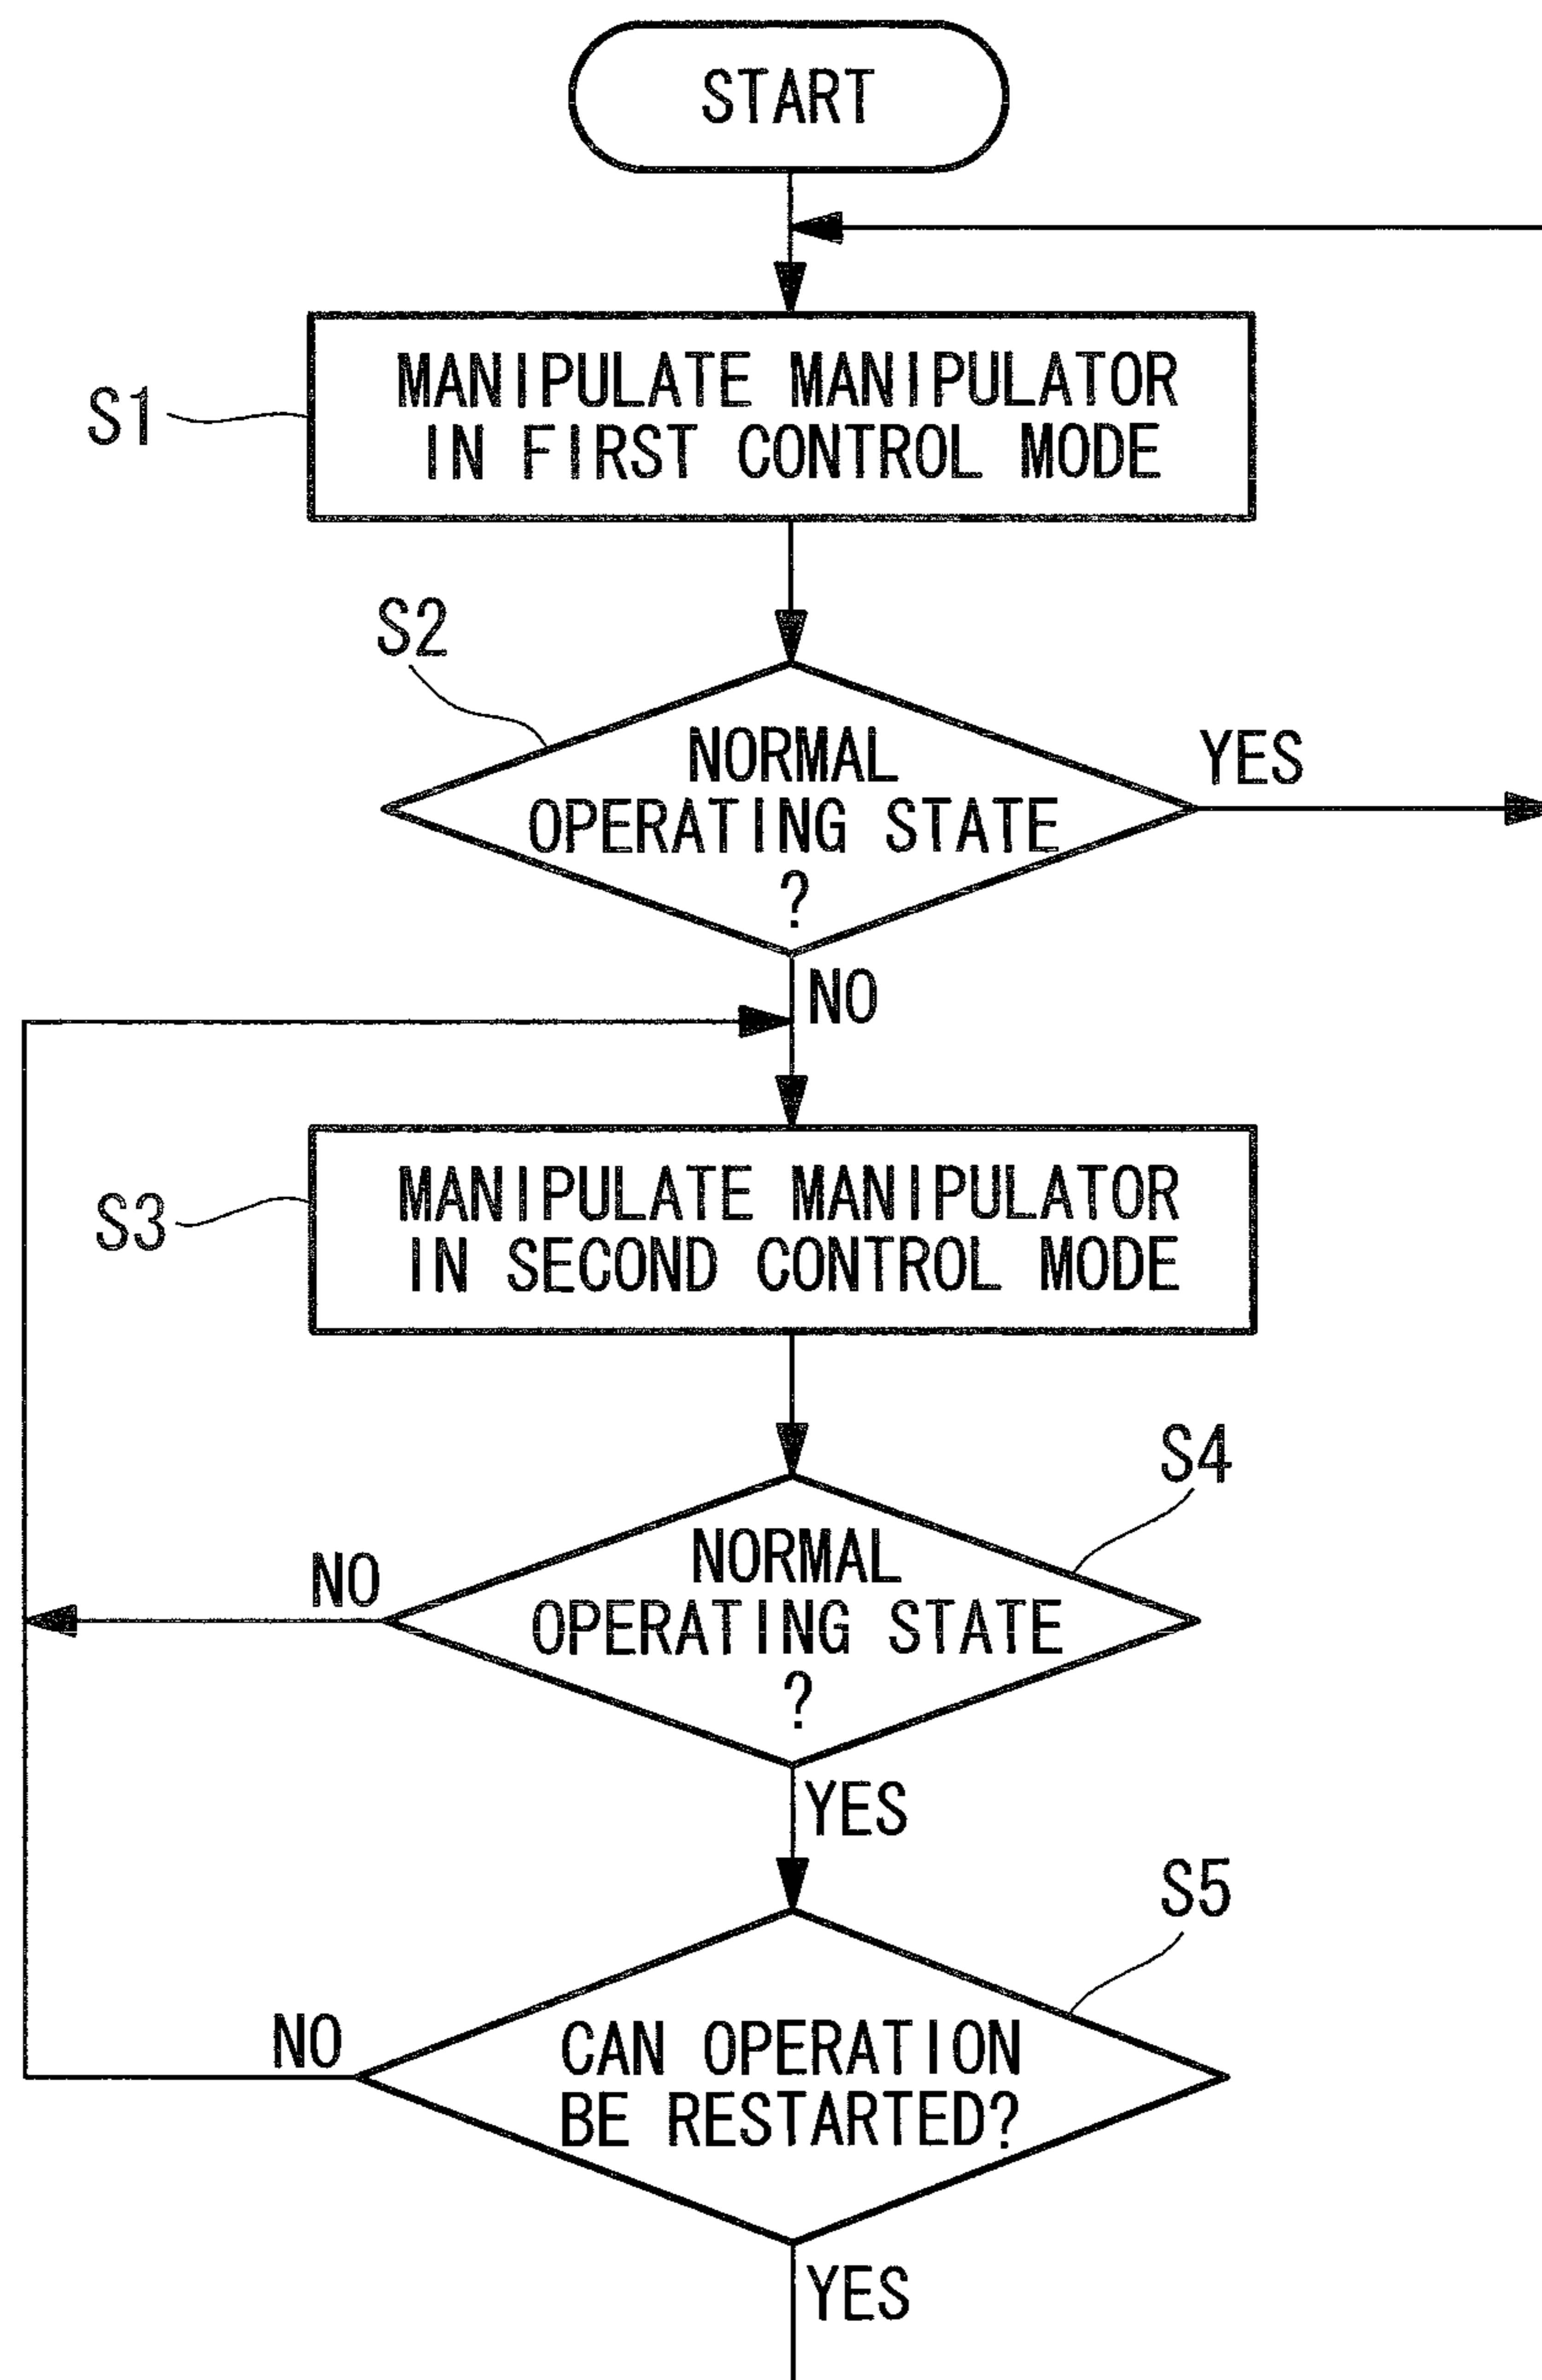 START
S1
MANIPULATE MANIPULATOR
IN FIRST CONTROL MODE
S2
NORMAL
OPERATING STATE
?
YES
NO
S3
MANIPULATE MANIPULATOR
IN SECOND CONTROL MODE
S4
NORMAL
OPERATING STATE
?
NO
YES
S5
CAN OPERATION
BE RESTARTED?
NO
YES